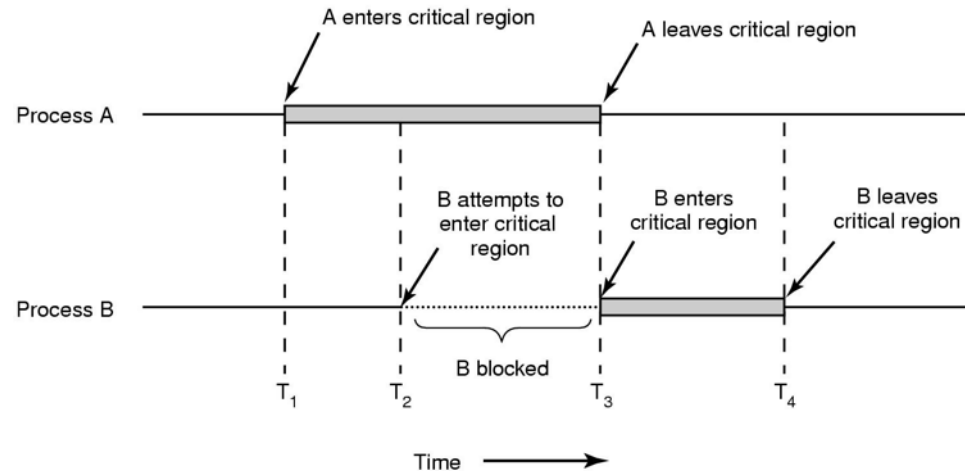 A enters critical region
A leaves critical region
Process A
B attempts to
enter critical
region
B enters
critical region
B leaves
critical region
Process B
B blocked
T1
T2
T3
T4
Time